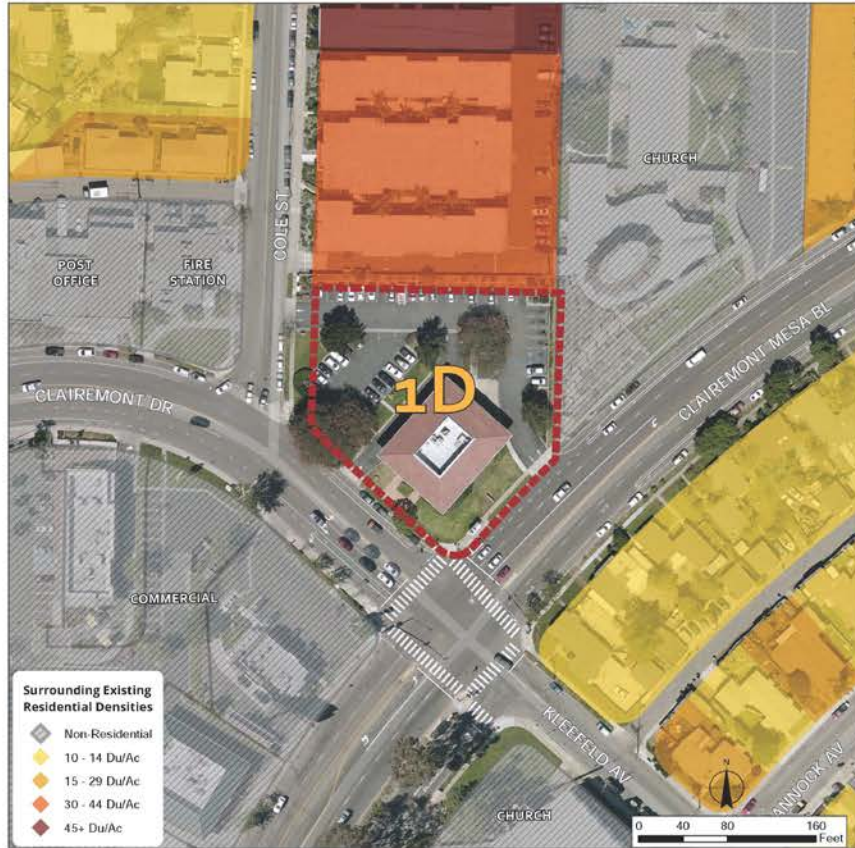 CHURCH
COLE ST
POST
OFFICE
FIRE
STATION
CLAIREMONT MESA BL
CLAIREMONT DR
1D
COMMERCIAL
Surrounding Existing
Residential Densities
Non-Residential
10 - 14 Du/Ac
15 - 29 Du/Ac
30 - 44 Du/Ac
45+ Du/Ac
KLEEFELD AV
CHURCH
N
ANNOCK AV
0 40 80 160
Feet